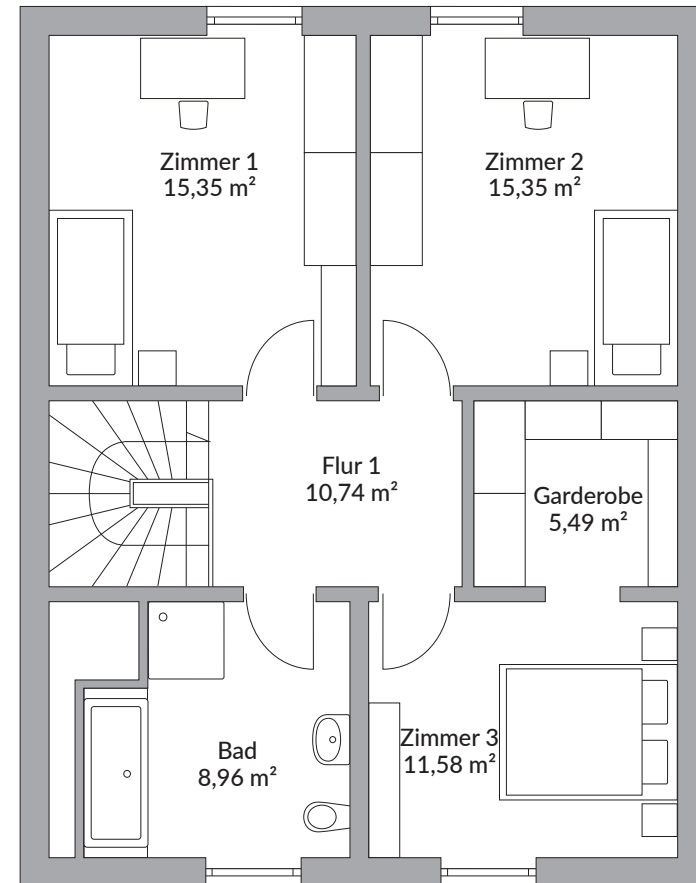 Zimmer 1
15,35 m²
Zimmer 2
15,35 m²
Flur 1
10,74 m²
Garderobe
5,49 m²
Bad
8,96 m²
Zimmer 3
11,58 m²